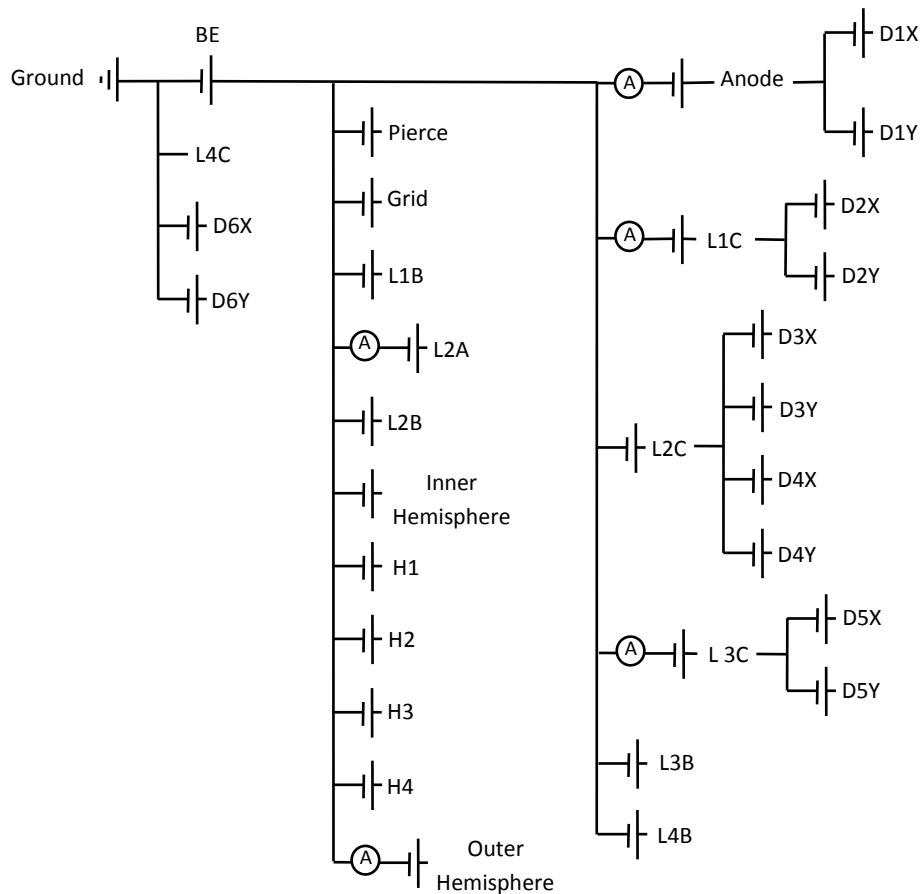 BE
Ground
L4C
D6X
D6Y
Pierce
Grid
L1B
A
L2A
L2B
Inner
Hemisphere
H1
H2
H3
H4
A
Outer
Hemisphere
A
Anode
D1X
D1Y
A
L1C
D2X
D2Y
L2C
D3X
D3Y
D4X
D4Y
A
L 3C
D5X
D5Y
L3B
L4B